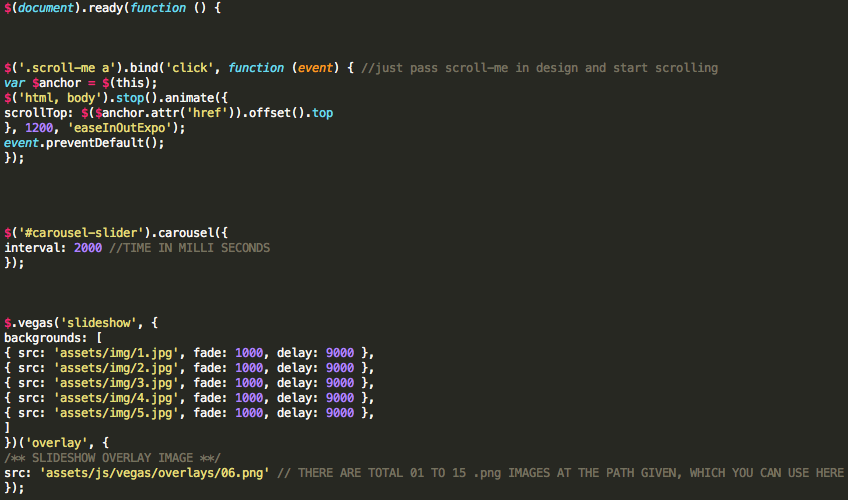 $(document).ready(function () {
$('.scroll-me a').bind('click', function (event) { //just pass scroll-me in design and start scrolling
var $anchor = $(this);
$('html, body').stop().animate({
scrollTop: $($anchor.attr('href')).offset().top
}, 1200, 'easeInOutExpo');
event.preventDefault();
});
$('#carousel-slider').carousel({
interval: 2000 //TIME IN MILLI SECONDS
});
$.vegas('slideshow', {
backgrounds: [
{ src: 'assets/img/1.jpg', fade: 1000, delay: 9000 },
{ src: 'assets/img/2.jpg', fade: 1000, delay: 9000 },
{ src: 'assets/img/3.jpg', fade: 1000, delay: 9000 },
{ src: 'assets/img/4.jpg', fade: 1000, delay: 9000 },
{ src: 'assets/img/5.jpg', fade: 1000, delay: 9000 },
]
})('overlay', {
/** SLIDESHOW OVERLAY IMAGE **/
src: 'assets/js/vegas/overlays/06.png' // THERE ARE TOTAL 01 TO 15 .png IMAGES AT THE PATH GIVEN, WHICH YOU CAN USE HERE
});